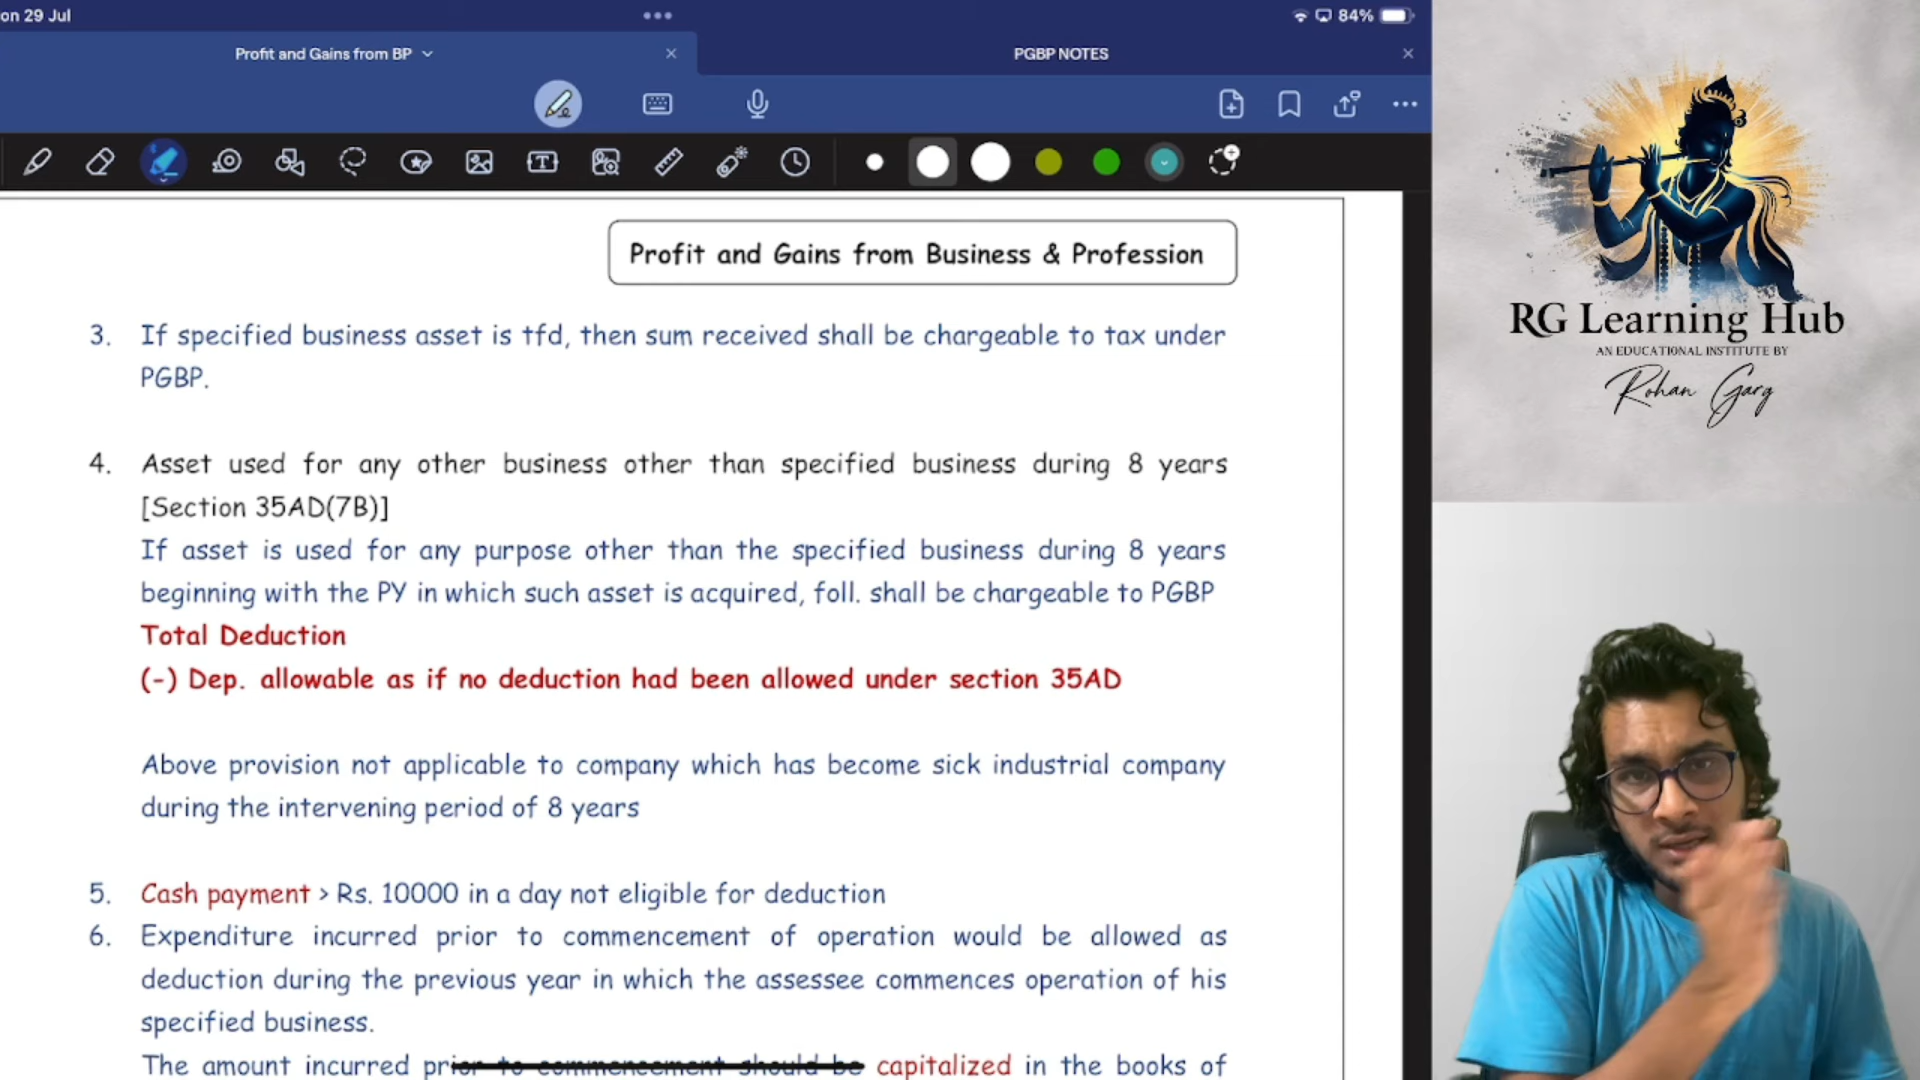 on 29 Jul
84%
Profit and Gains from BP
PGBP NOTES
Profit and Gains from Business & Profession
3. If specified business asset is tfd, then sum received shall be chargeable to tax under
PGBP.
4. Asset used for any other business other than specified business during 8 years
[Section 35AD(7B)]
If asset is used for any purpose other than the specified business during 8 years
beginning with the PY in which such asset is acquired, foll. shall be chargeable to PGBP
Total Deduction
(-) Dep. allowable as if no deduction had been allowed under section 35AD
Above provision not applicable to company which has become sick industrial company
during the intervening period of 8 years
5. Cash payment > Rs. 10000 in a day not eligible for deduction
6. Expenditure incurred prior to commencement of operation would be allowed as
deduction during the previous year in which the assessee commences operation of his
specified business.
The amount incurred prior to commencement should be capitalized in the books of
RG Learning Hub
AN EDUCATIONAL INSTITUTE BY
Rohan Garg